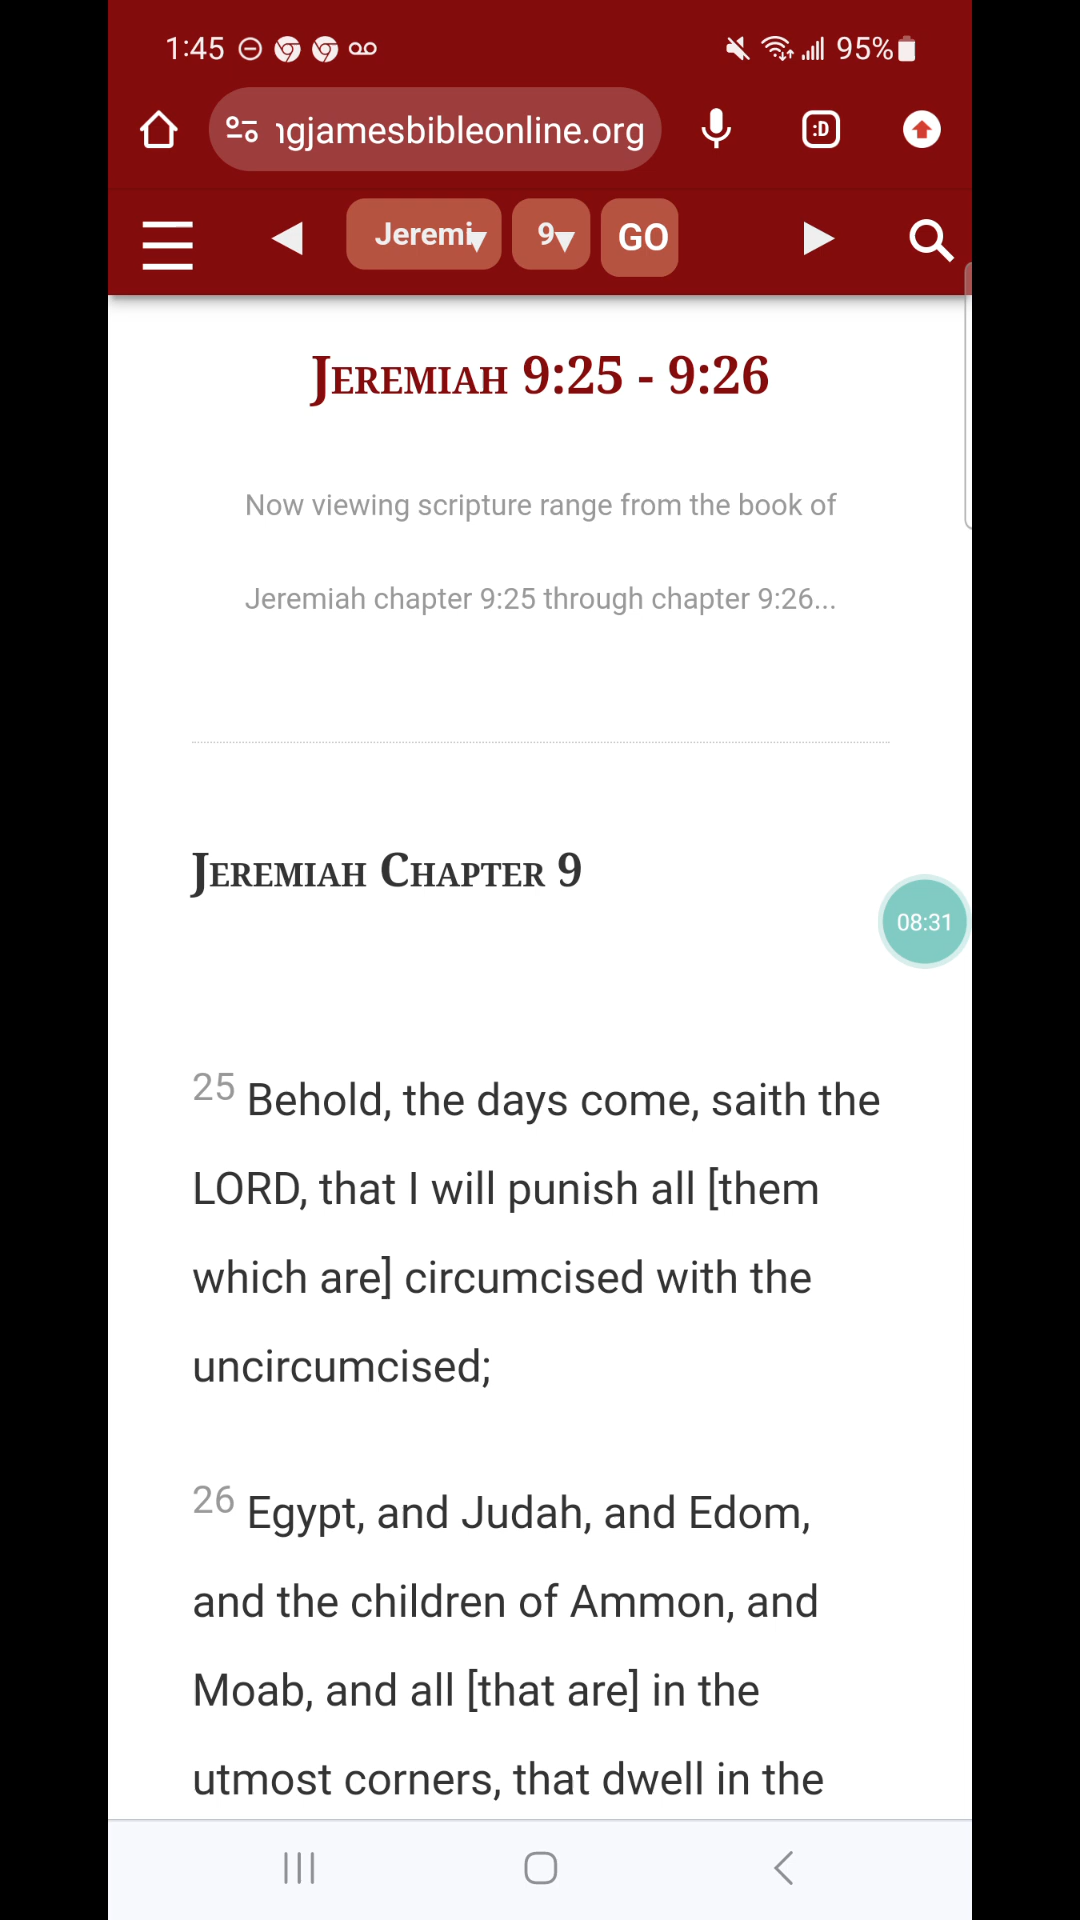 1:45 95%
ngjamesbibleonline.org :D
Jeremi 9 GO
JEREMIAH 9:25 - 9:26
Now viewing scripture range from the book of
Jeremiah chapter 9:25 through chapter 9:26...
JEREMIAH CHAPTER 9
08:31
25 Behold, the days come, saith the
LORD, that I will punish all [them
which are] circumcised with the
uncircumcised;
26 Egypt, and Judah, and Edom,
and the children of Ammon, and
Moab, and all [that are] in the
utmost corners, that dwell in the